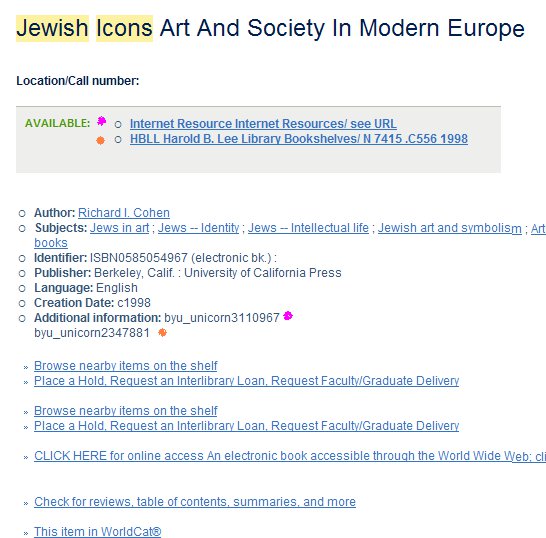 Jewish Icons Art And Society In Modern Europe
Location/Call number:
AVAILABLE: Internet Resource Internet Resources/ see URL
HBLL Harold B. Lee Library Bookshelves/ N 7415 .C556 1998
Author: Richard I. Cohen
Subjects: Jews in art ; Jews -- Identity ; Jews -- Intellectual life ; Jewish art and symbolism ; Art
books
Identifier: ISBN0585054967 (electronic bk.) :
Publisher: Berkeley, Calif. : University of California Press
Language: English
Creation Date: c1998
Additional information: byu_unicorn3110967
byu_unicorn2347881
» Browse nearby items on the shelf
» Place a Hold, Request an Interlibrary Loan, Request Faculty/Graduate Delivery
» Browse nearby items on the shelf
» Place a Hold, Request an Interlibrary Loan, Request Faculty/Graduate Delivery
» CLICK HERE for online access An electronic book accessible through the World Wide Web; cli
» Check for reviews, table of contents, summaries, and more
» This item in WorldCat®